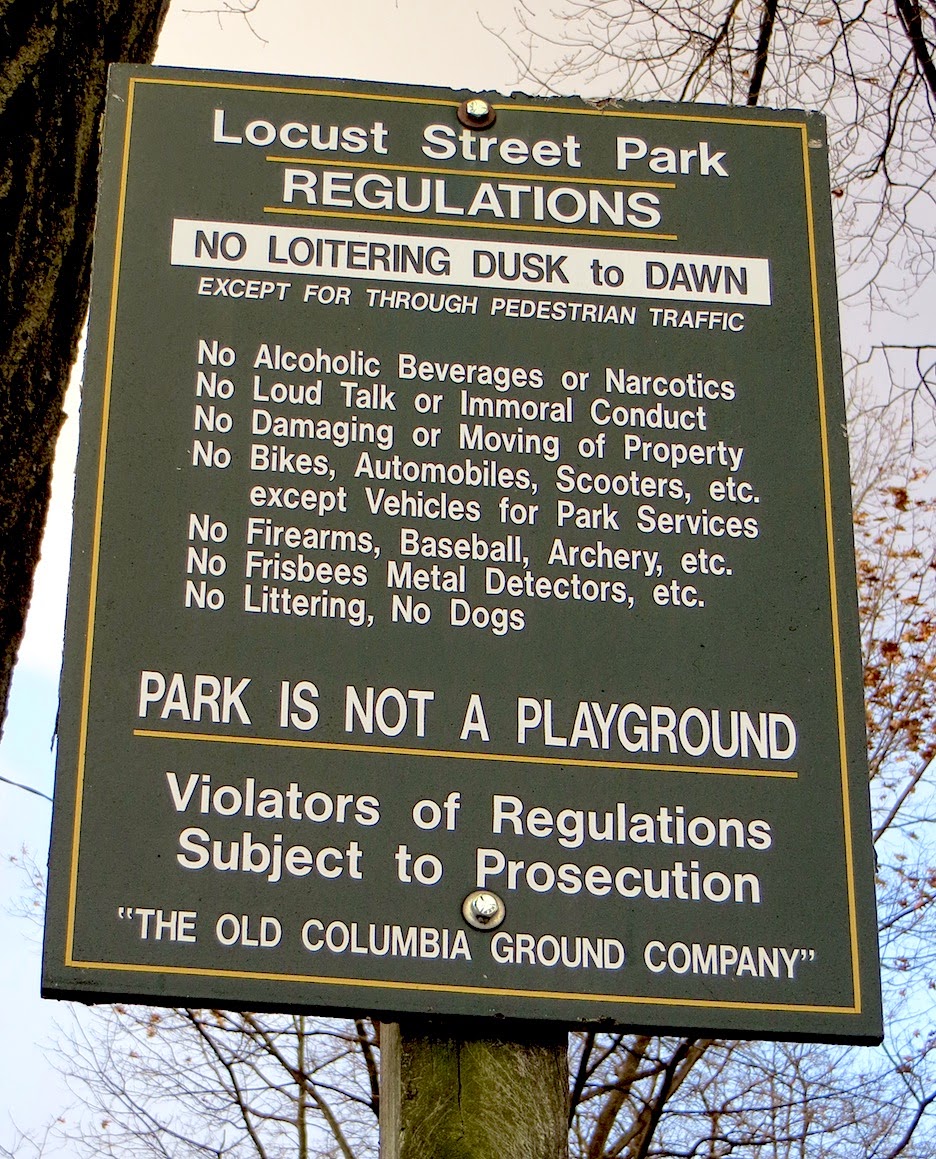 Locust Street Park
REGULATIONS
NO LOITERING DUSK to DAWN
EXCEPT FOR THROUGH PEDESTRIAN TRAFFIC
No Alcoholic Beverages or Narcotics
No Loud Talk or Immoral Conduct
No Damaging or Moving of Property
No Bikes, Automobiles, Scooters, etc.
except Vehicles for Park Services
No Firearms, Baseball, Archery, etc.
No Frisbees Metal Detectors, etc.
No Littering, No Dogs
PARK IS NOT A PLAYGROUND
Violators of Regulations
Subject to Prosecution
"THE OLD COLUMBIA GROUND COMPANY"